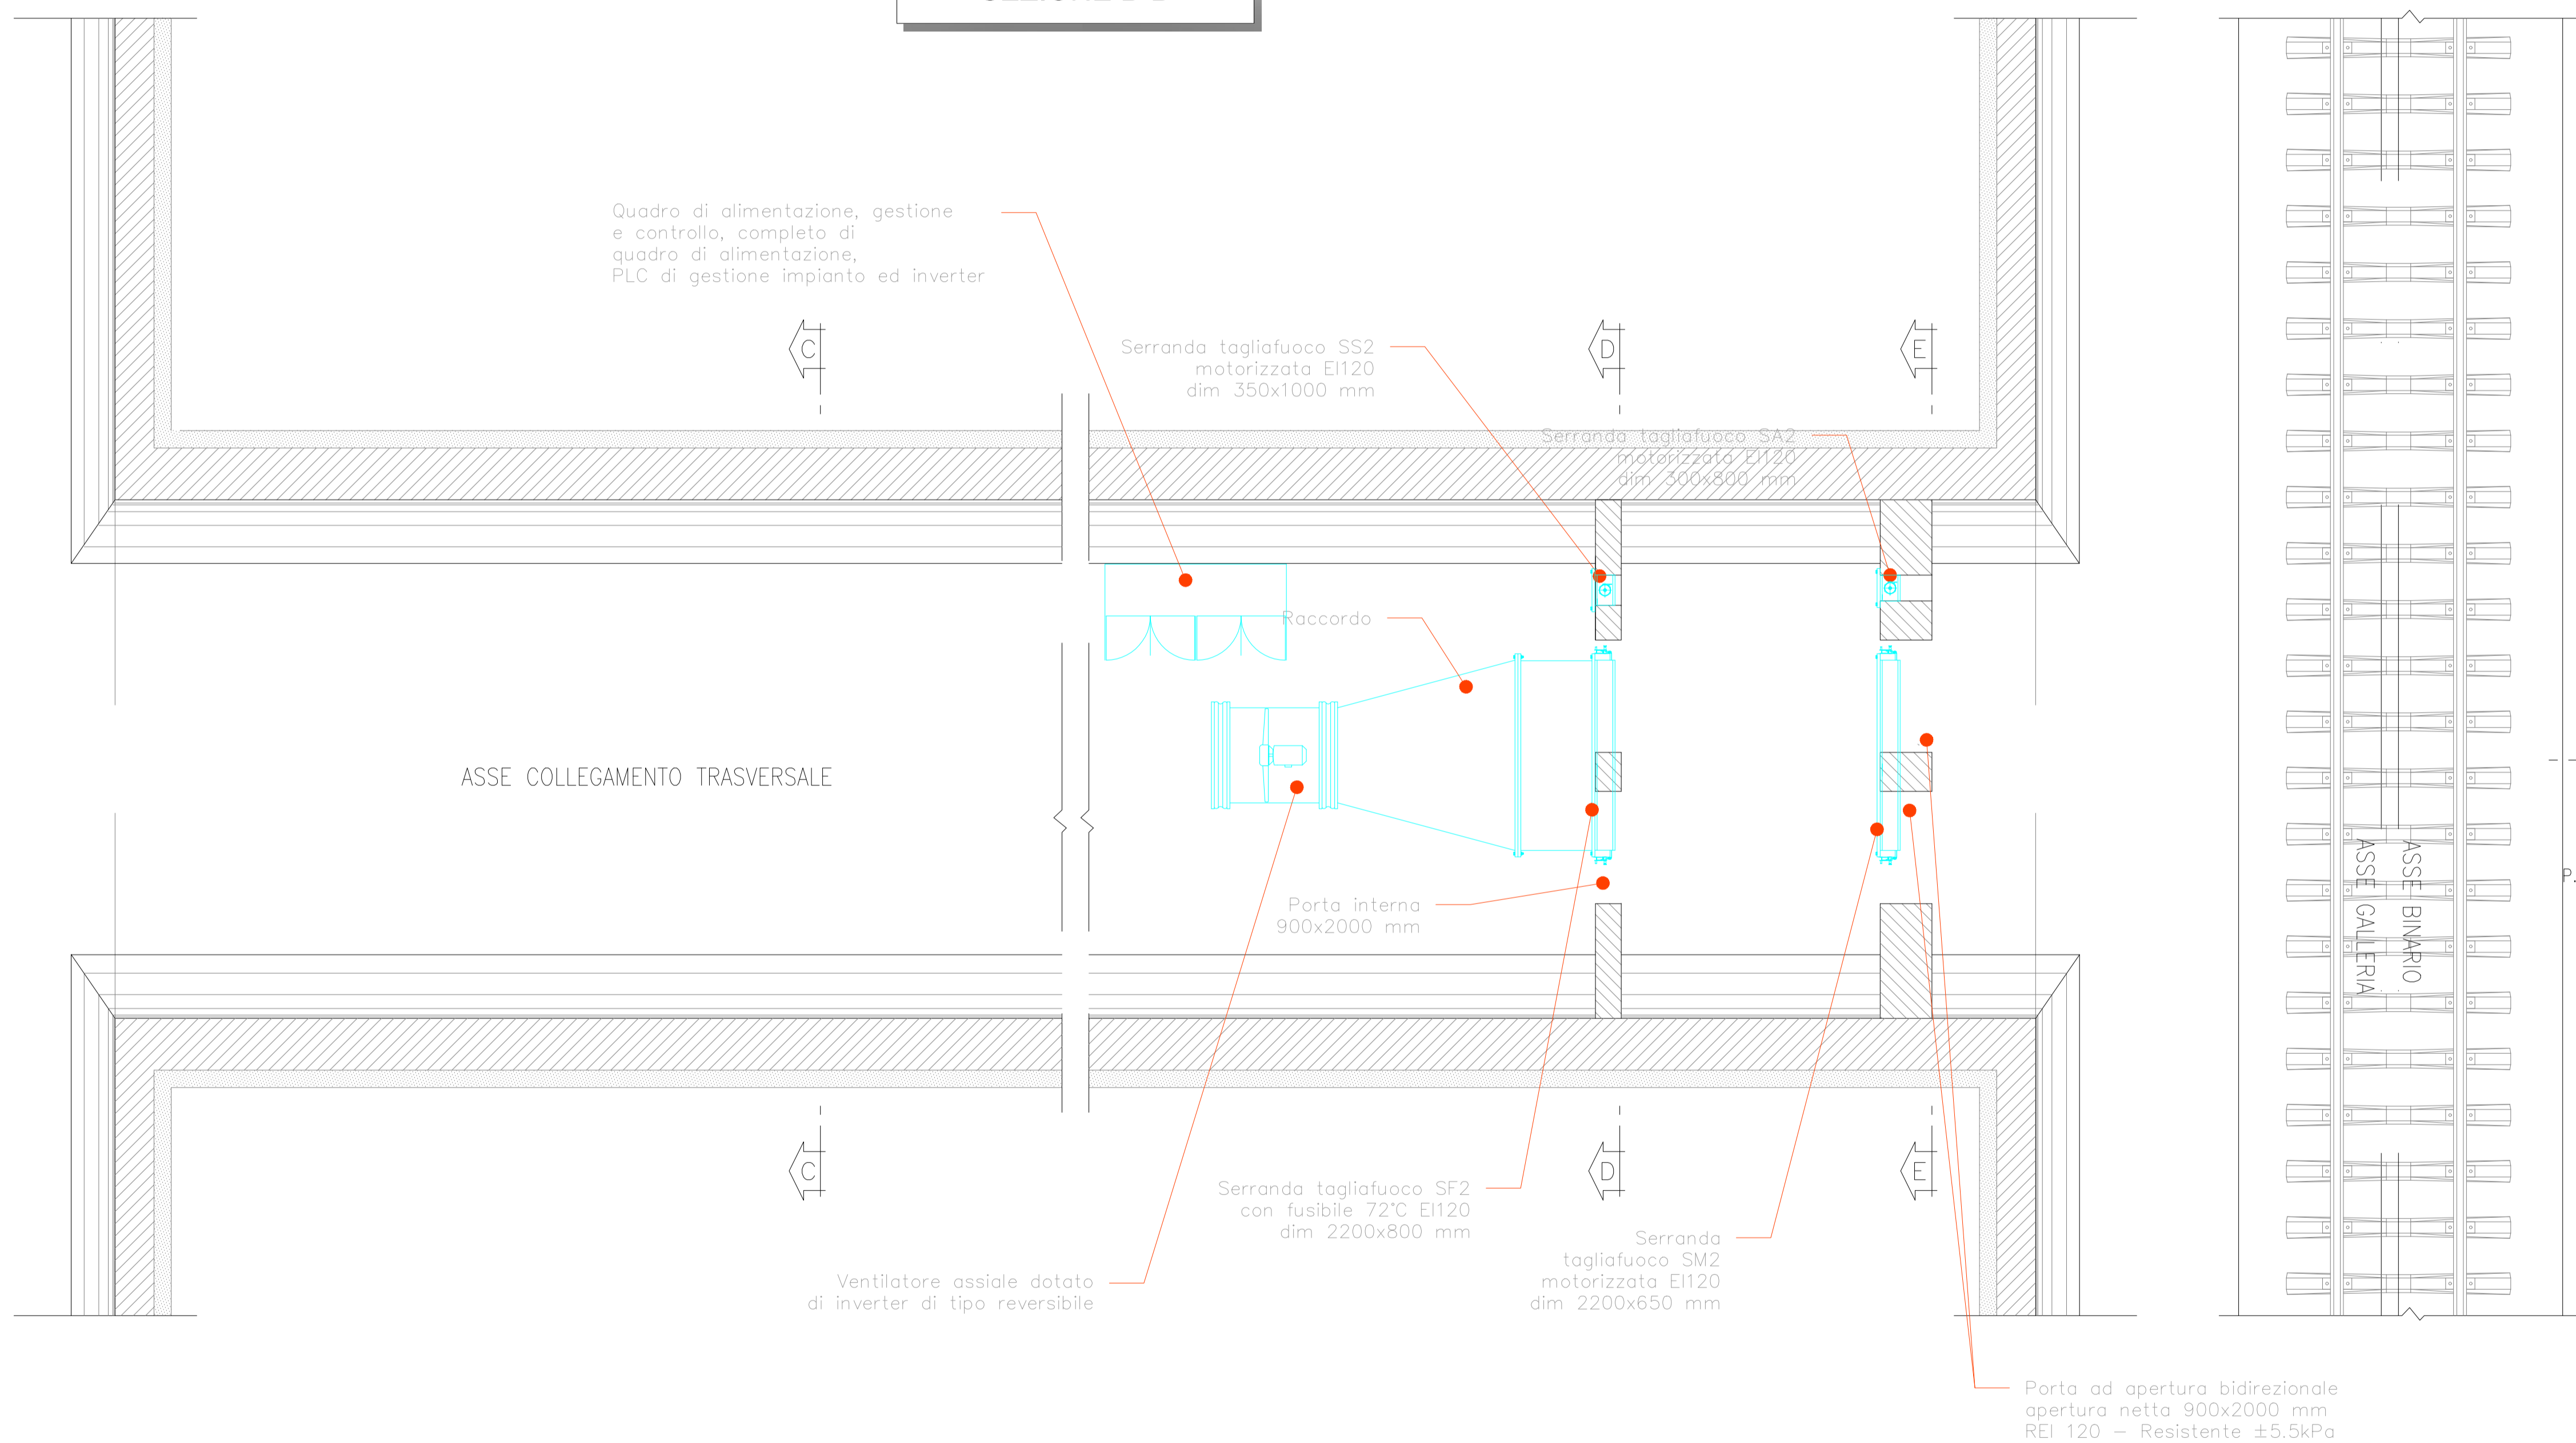 Quadro di alimentazione, gestione
e controllo, completo di
quadro di alimentazione,
PLC di gestione impianto ed inverter
C
D
E
Serranda tagliafuoco SS2
motorizzata EI120
dim 350x1000 mm
Serranda tagliafuoco SA2
motorizzata EI120
dim 300x800 mm
Raccordo
ASSE COLLEGAMENTO TRASVERSALE
Porta interna
900x2000 mm
ASSE BINARIO
ASSE GALLERIA
P.
C
D
E
Serranda tagliafuoco SF2
con fusibile 72°C EI120
dim 2200x800 mm
Serranda
tagliafuoco SM2
motorizzata EI120
dim 2200x650 mm
Ventilatore assiale dotato
di inverter di tipo reversibile
Porta ad apertura bidirezionale
apertura netta 900x2000 mm
REI 120 – Resistente ±5.5kPa